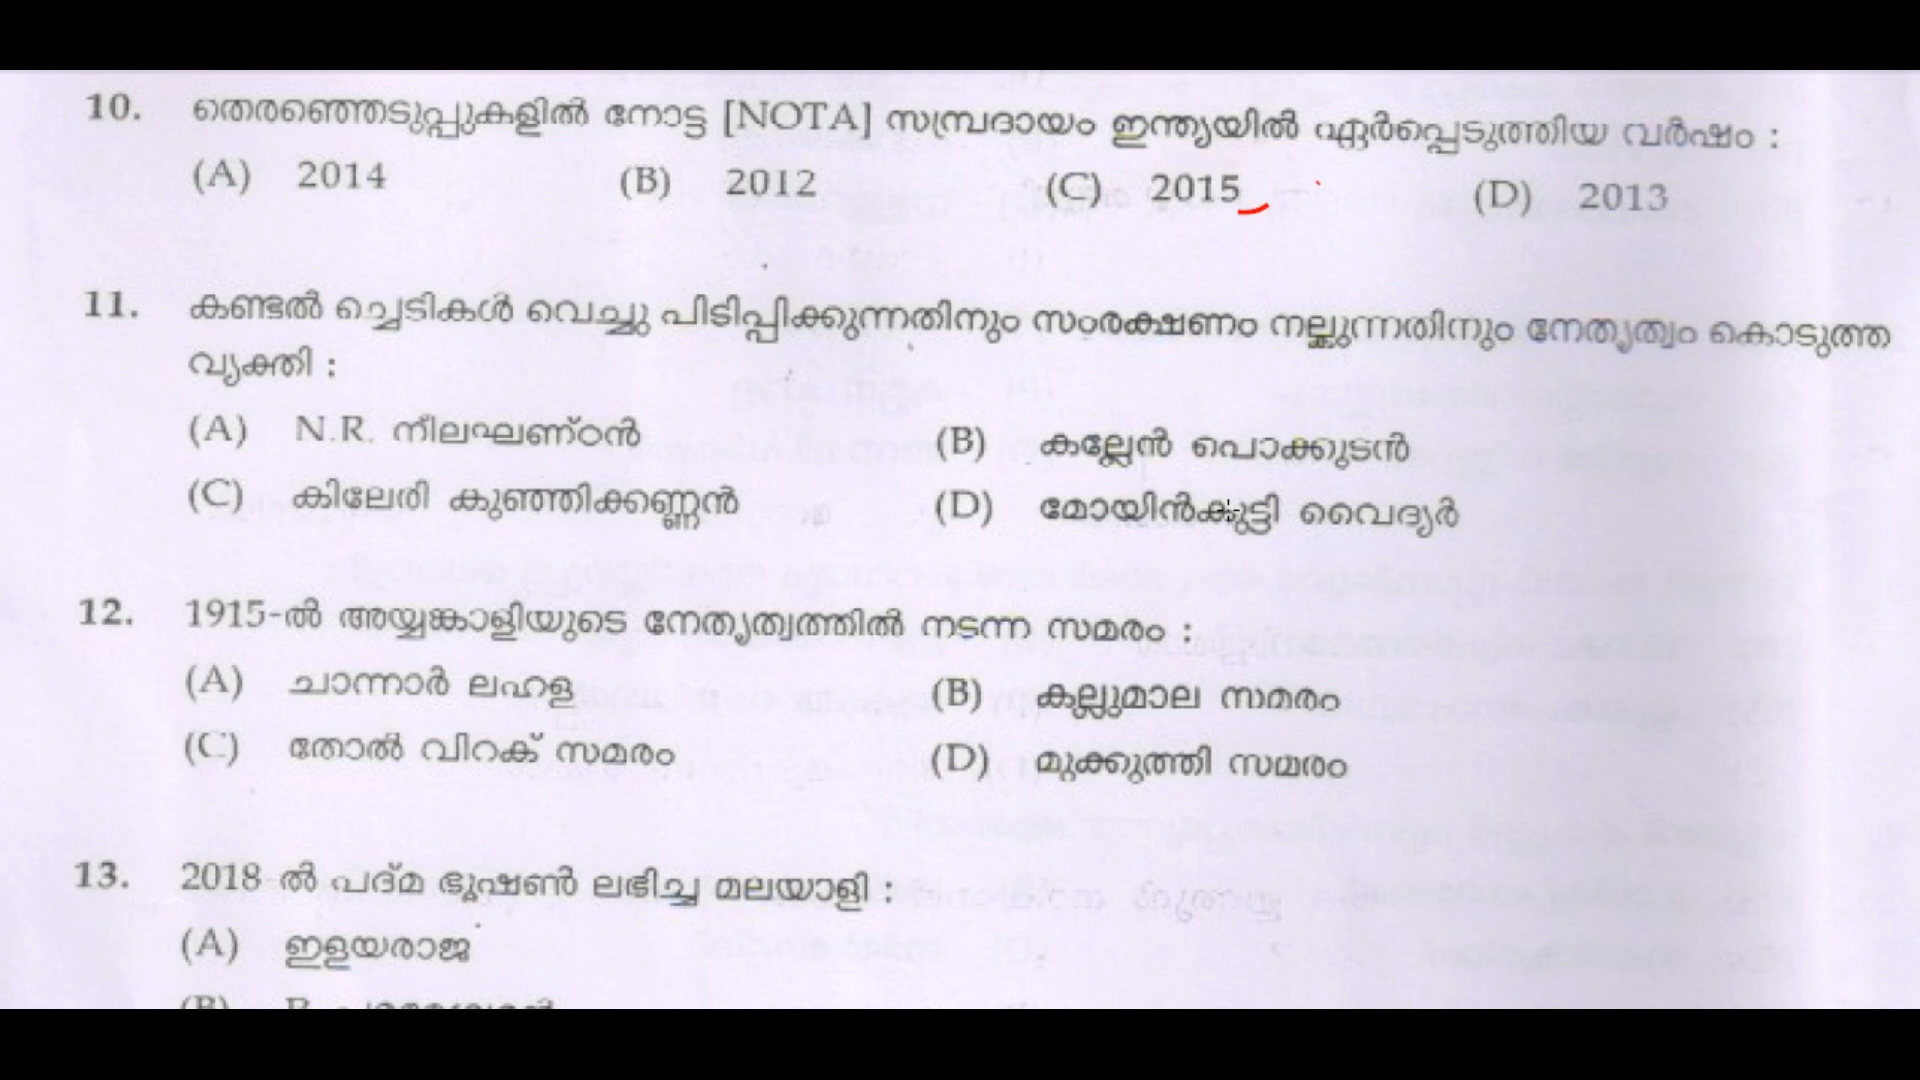 10. തെരഞ്ഞെടുപ്പുകളിൽ നോട്ട [NOTA] സമ്പ്രദായം ഇന്ത്യയിൽ ഏർപ്പെടുത്തിയ വർഷം :
(A) 2014 (B) 2012 (C) 2015 (D) 2013
11. കണ്ടൽ ച്ചെടികൾ വെച്ചു പിടിപ്പിക്കുന്നതിനും സംരക്ഷണം നല്കുന്നതിനും നേതൃത്വം കൊടുത്ത
വ്യക്തി :
(A) N.R. നീലഘണ്ഠൻ (B) കല്ലേൻ പൊക്കുടൻ
(C) കിലേരി കുഞ്ഞിക്കണ്ണൻ (D) മോയിൻകുട്ടി വൈദ്യർ
12. 1915-ൽ അയ്യങ്കാളിയുടെ നേതൃത്വത്തിൽ നടന്ന സമരം :
(A) ചാന്നാർ ലഹള (B) കല്ലുമാല സമരം
(C) തോൽ വിറക് സമരം (D) മുക്കുത്തി സമരം
13. 2018 ൽ പദ്മ ഭൂഷൺ ലഭിച്ച മലയാളി :
(A) ഇളയരാജ